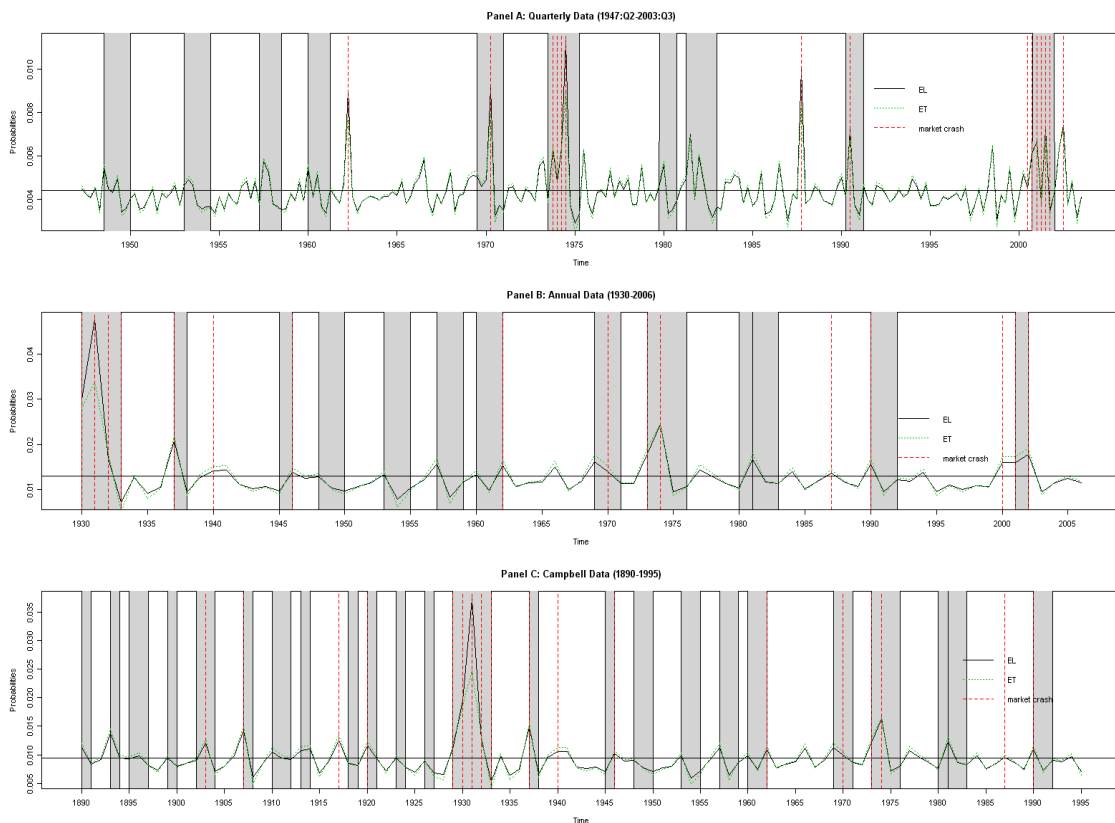 Panel A: Quarterly Data (1947:Q2-2003:Q3)
Probabilities
0.004 0.006 0.008 0.010
EL
ET
market crash
1950 1955 1960 1965 1970 1975 1980 1985 1990 1995 2000
Time
Panel B: Annual Data (1930-2006)
Probabilities
0.01 0.02 0.03 0.04
EL
ET
market crash
1930 1935 1940 1945 1950 1955 1960 1965 1970 1975 1980 1985 1990 1995 2000 2005
Time
Panel C: Campbell Data (1890-1995)
Probabilities
0.005 0.010 0.015 0.020 0.025 0.030 0.035
EL
ET
market crash
1890 1895 1900 1905 1910 1915 1920 1925 1930 1935 1940 1945 1950 1955 1960 1965 1970 1975 1980 1985 1990 1995
Time